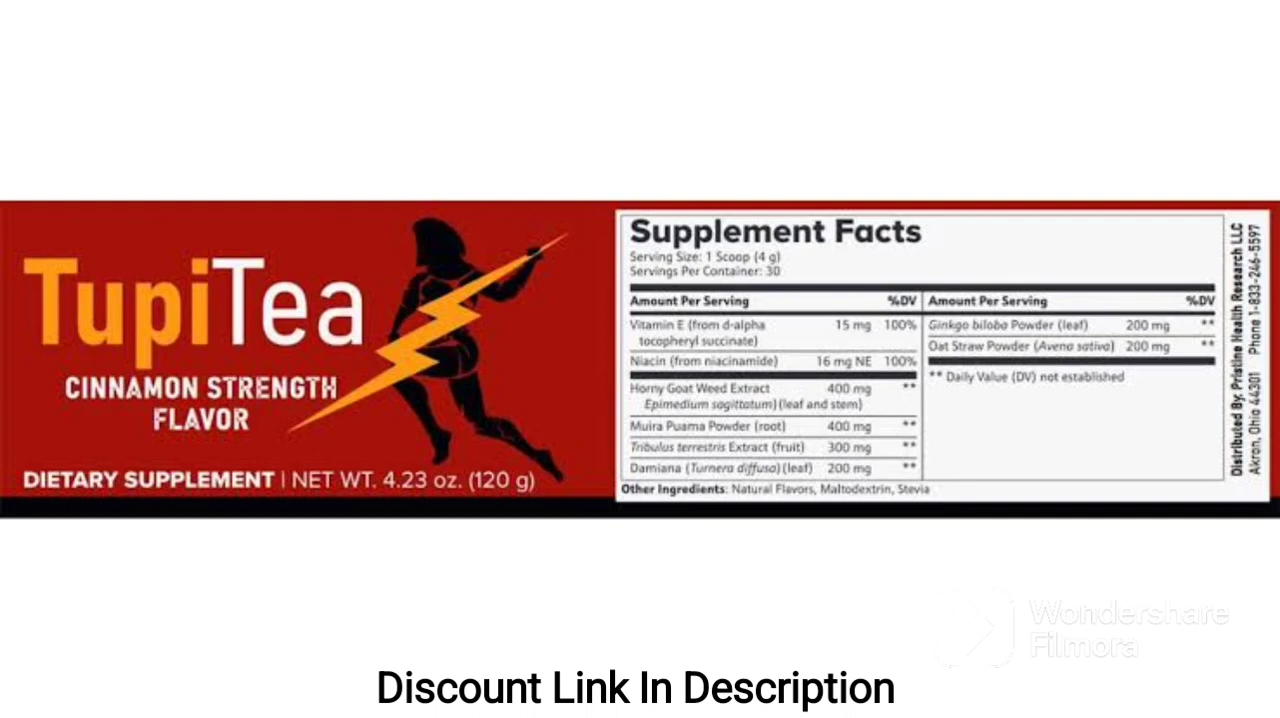 TupiTea
CINNAMON STRENGTH
FLAVOR
DIETARY SUPPLEMENT | NET WT. 4.23 oz. (120 g)
Supplement Facts
Serving Size: 1 Scoop (4 g)
Servings Per Container: 30
Amount Per Serving %DV
Vitamin E (from d-alpha 15 mg 100%
tocopheryl succinate)
Niacin (from niacinamide) 16 mg NE 100%
Horny Goat Weed Extract 400 mg **
Epimedium sagittatum) (leaf and stem)
Muira Puama Powder (root) 400 mg **
Tribulus terrestris Extract (fruit) 300 mg **
Damiana (Turnera diffusa) (leaf) 200 mg **
Amount Per Serving %DV
Ginkgo biloba Powder (leaf) 200 mg **
Oat Straw Powder (Avena sativa) 200 mg **
** Daily Value (DV) not established
Other Ingredients: Natural Flavors, Maltodextrin, Stevia
Distributed By: Pristine Health Research LLC
Akron, Ohio 44301 Phone 1-833-246-5597
Wondershare
Filmora
Discount Link In Description